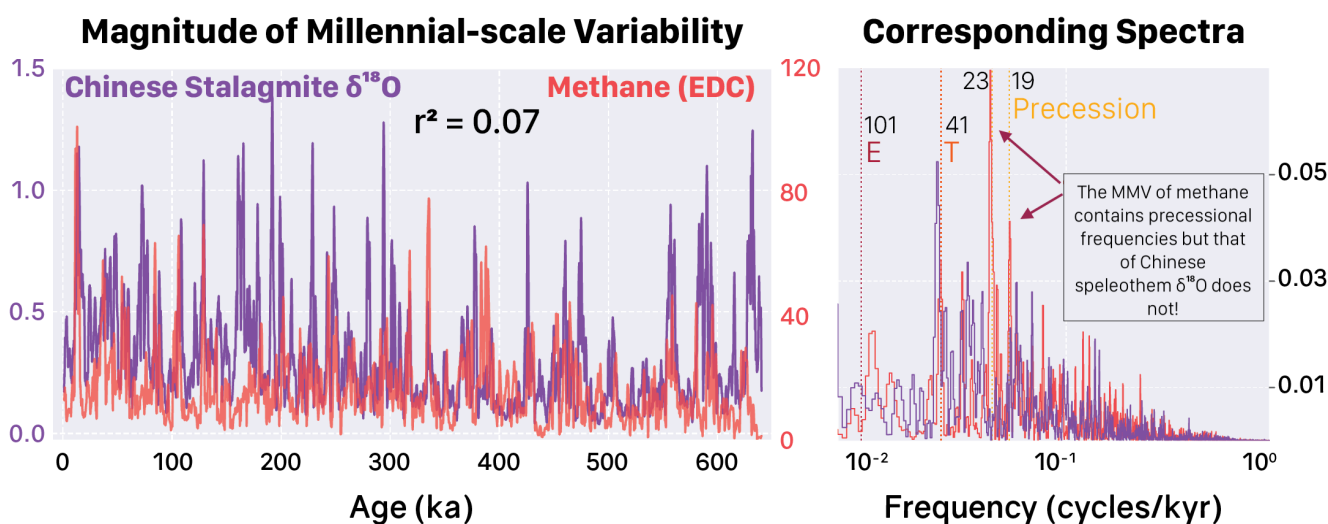 Magnitude of Millennial-scale Variability
Corresponding Spectra
1.5
1.0
0.5
0.0
Chinese Stalagmite δ¹⁸O
Methane (EDC)
r² = 0.07
120
80
40
0
0
100
200
300
400
500
600
Age (ka)
101
E
41
T
23
19
Precession
The MMV of methane
contains precessional
frequencies but that
of Chinese
speleothem δ¹⁸O does
not!
0.05
0.03
0.01
10⁻²
10⁻¹
10⁰
Frequency (cycles/kyr)